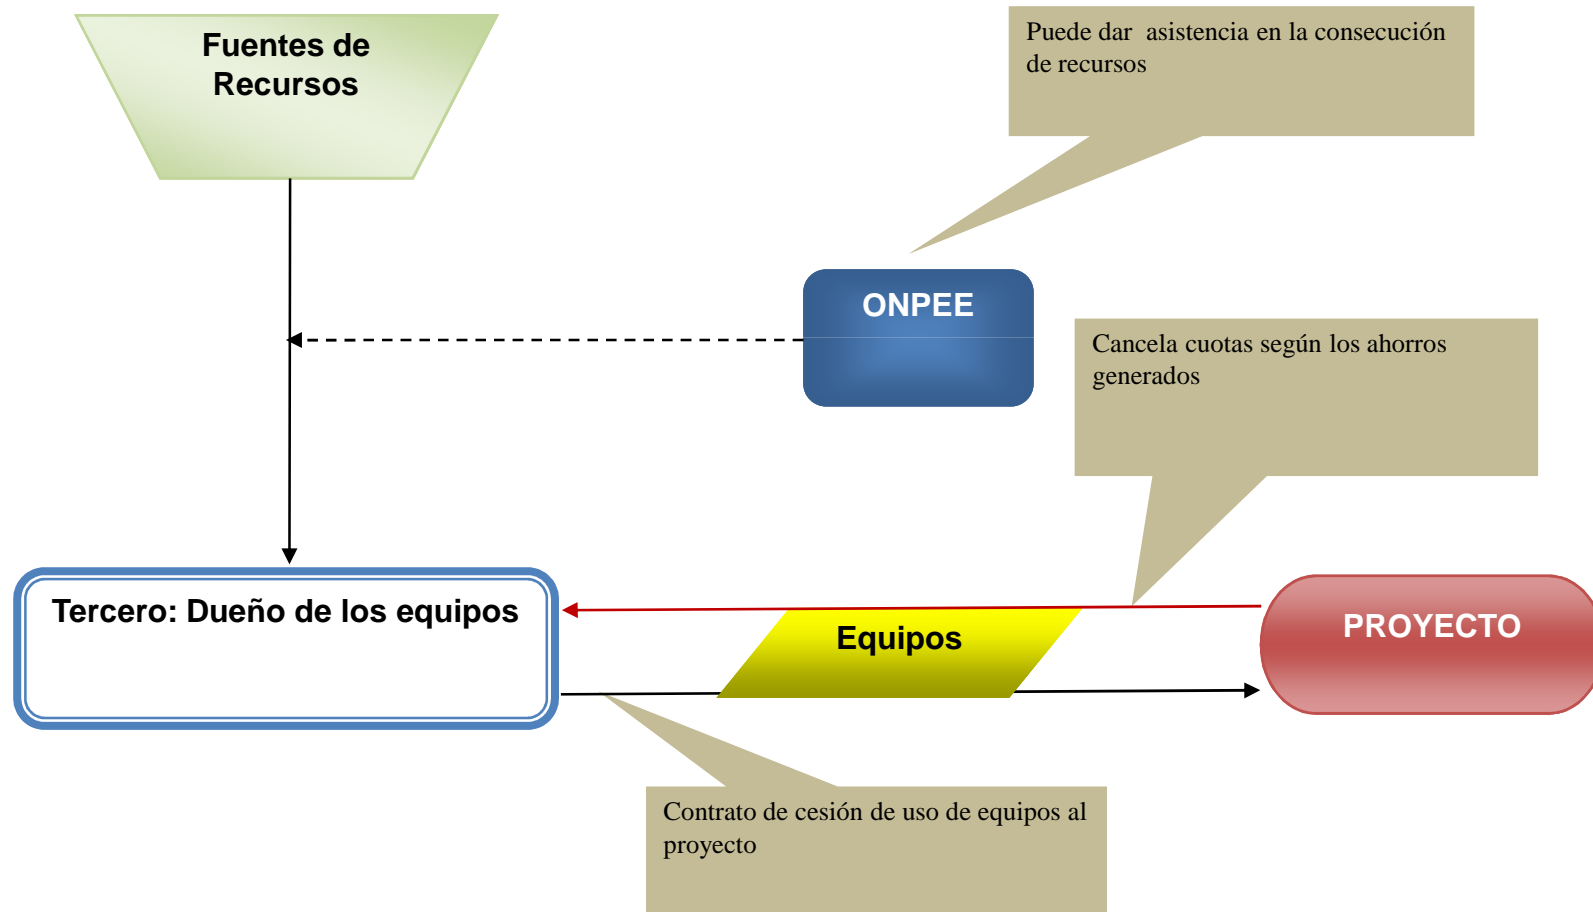 Fuentes de
Recursos
Puede dar  asistencia en la consecución
de recursos
ONPEE
Cancela cuotas según los ahorros
generados
Tercero: Dueño de los equipos
Equipos
PROYECTO
Contrato de cesión de uso de equipos al
proyecto